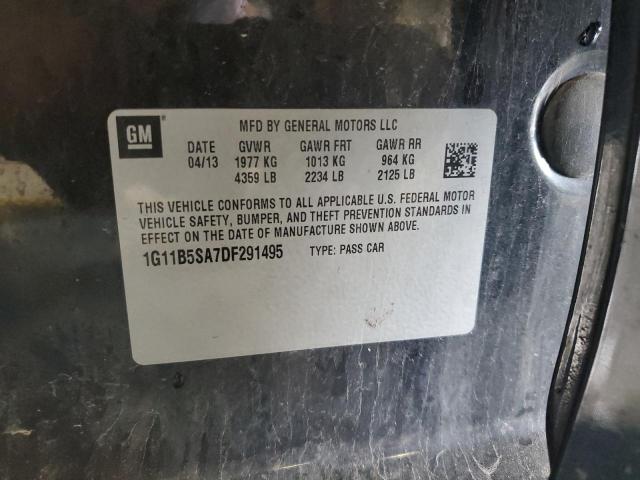 GM
MFD BY GENERAL MOTORS LLC
DATE GVWR GAWR FRT GAWR RR
04/13 1977 KG 1013 KG 964 KG
4359 LB 2234 LB 2125 LB
THIS VEHICLE CONFORMS TO ALL APPLICABLE U.S. FEDERAL MOTOR
VEHICLE SAFETY, BUMPER, AND THEFT PREVENTION STANDARDS IN
EFFECT ON THE DATE OF MANUFACTURE SHOWN ABOVE.
1G11B5SA7DF291495 TYPE: PASS CAR